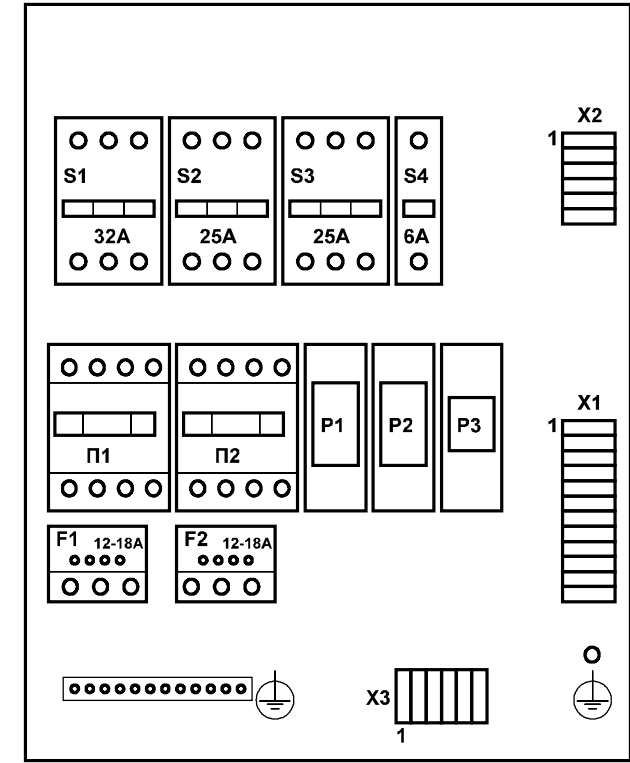 X2
1
S1
S2
S3
S4
32A
25A
25A
6A
X1
1
P1
P2
P3
П1
П2
F1 12-18A
F2 12-18A
X3
1